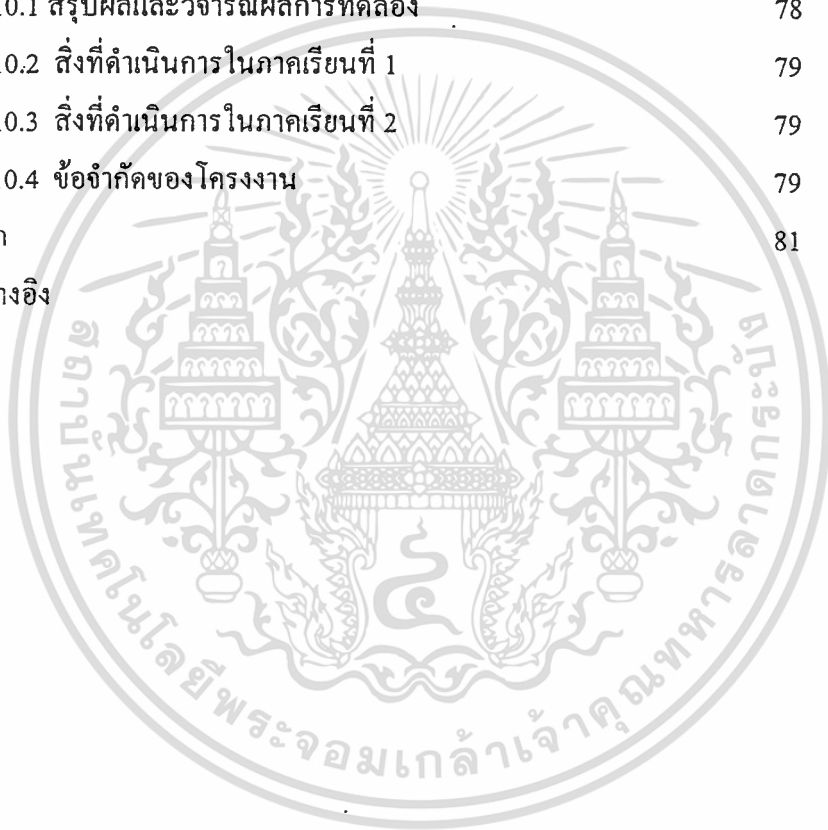 0.1 สรุปผลและวิจารณ์ผลการทดลอง 78
0.2 สิ่งที่ดำเนินการในภาคเรียนที่ 1 79
0.3 สิ่งที่ดำเนินการในภาคเรียนที่ 2 79
0.4 ข้อจำกัดของโครงงาน 79
81
างอิง
สถาบันเทคโนโลยีพระจอมเกล้าเจ้าคุณทหารลาดกระบัง
๔